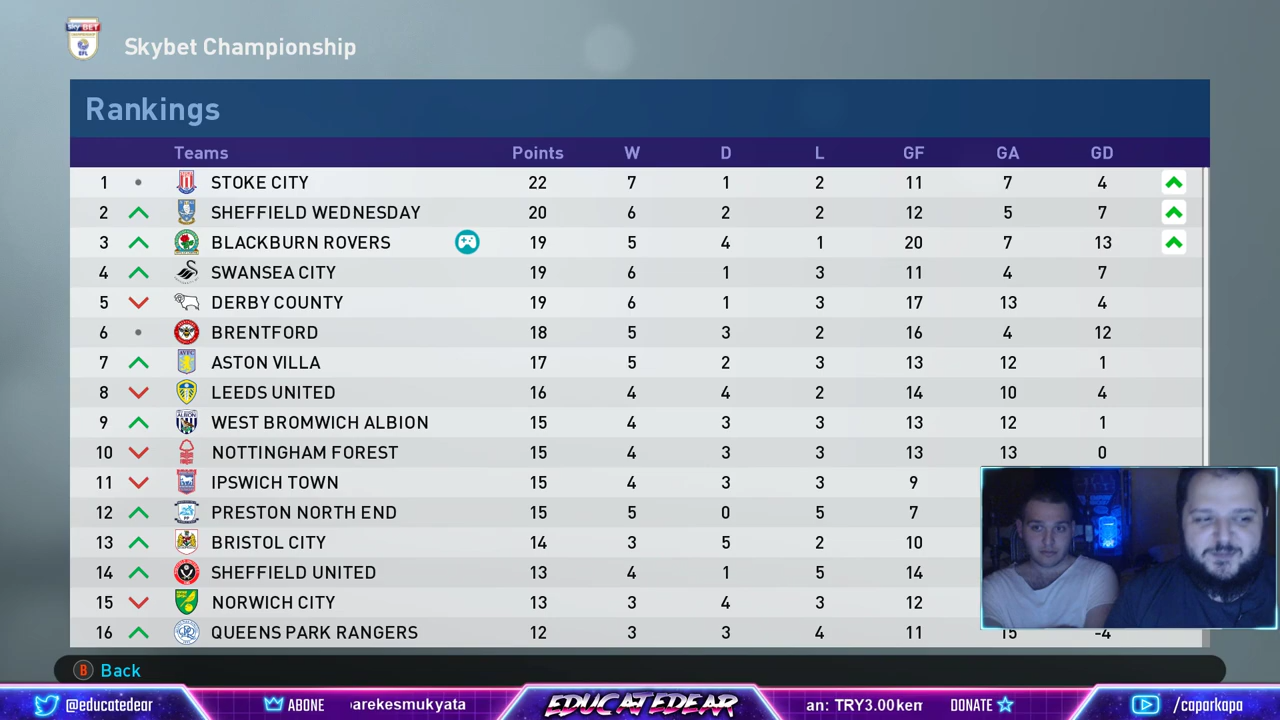 SKY BET
EFL
Skybet Championship
Rankings
Teams Points W D L GF GA GD
1 STOKE CITY 22 7 1 2 11 7 4
2 SHEFFIELD WEDNESDAY 20 6 2 2 12 5 7
3 BLACKBURN ROVERS 19 5 4 1 20 7 13
4 SWANSEA CITY 19 6 1 3 11 4 7
5 DERBY COUNTY 19 6 1 3 17 13 4
6 BRENTFORD 18 5 3 2 16 4 12
7 ASTON VILLA 17 5 2 3 13 12 1
8 LEEDS UNITED 16 4 4 2 14 10 4
9 WEST BROMWICH ALBION 15 4 3 3 13 12 1
10 NOTTINGHAM FOREST 15 4 3 3 13 13 0
11 IPSWICH TOWN 15 4 3 3 9
12 PRESTON NORTH END 15 5 0 5 7
13 BRISTOL CITY 14 3 5 2 10
14 SHEFFIELD UNITED 13 4 1 5 14
15 NORWICH CITY 13 3 4 3 12
16 QUEENS PARK RANGERS 12 3 3 4 11 15 -4
B Back
@educatedear ABONE arekesmukyata EDUCATEDEAR an: TRY3.00 DONATE /caparkapa